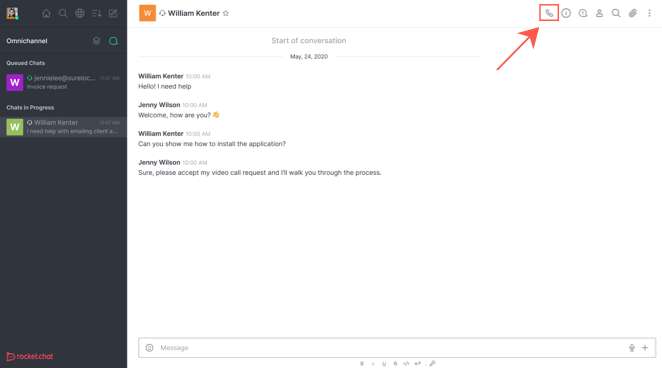 W William Kenter
Omnichannel
Start of conversation
May, 24, 2020
Queued Chats
W jennielee@suretoc... 11:47 AM
Invoice request
Chats in Progress
W William Kenter 11:47 AM
I need help with emailing client a...
William Kenter 10:00 AM
Hello! I need help
Jenny Wilson 10:00 AM
Welcome, how are you? 👋
William Kenter 10:00 AM
Can you show me how to install the application?
Jenny Wilson 10:00 AM
Sure, please accept my video call request and I'll walk you through the process.
Message
B I U S </>
rocket.chat